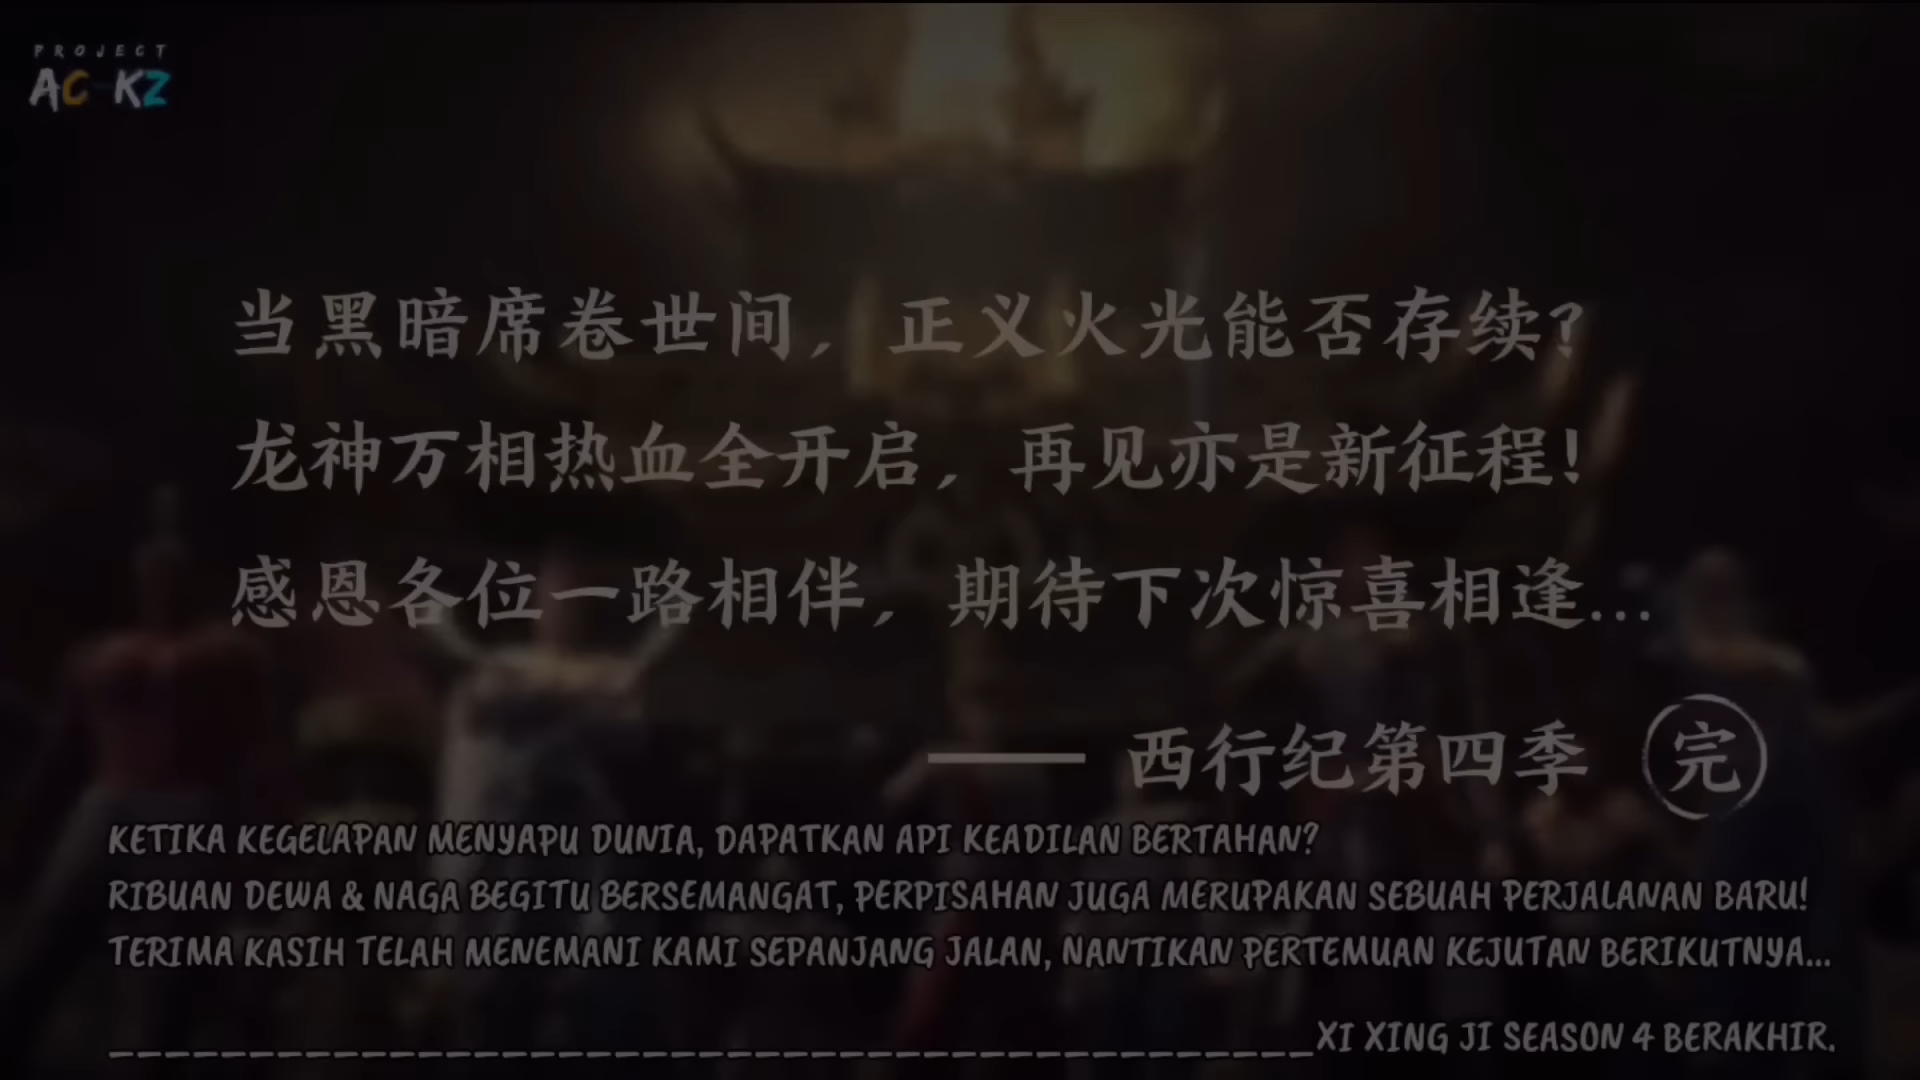 PROJECT
AC-KZ
当黑暗席卷世间，正义火光能否存续？
龙神万相热血全开启，再见亦是新征程！
感恩各位一路相伴，期待下次惊喜相逢...
—— 西行纪第四季 完
KETIKA KEGELAPAN MENYAPU DUNIA, DAPATKAN API KEADILAN BERTAHAN?
RIBUAN DEWA & NAGA BEGITU BERSEMANGAT, PERPISAHAN JUGA MERUPAKAN SEBUAH PERJALANAN BARU!
TERIMA KASIH TELAH MENEMANI KAMI SEPANJANG JALAN, NANTIKAN PERTEMUAN KEJUTAN BERIKUTNYA...
___________________________________________XI XING JI SEASON 4 BERAKHIR.